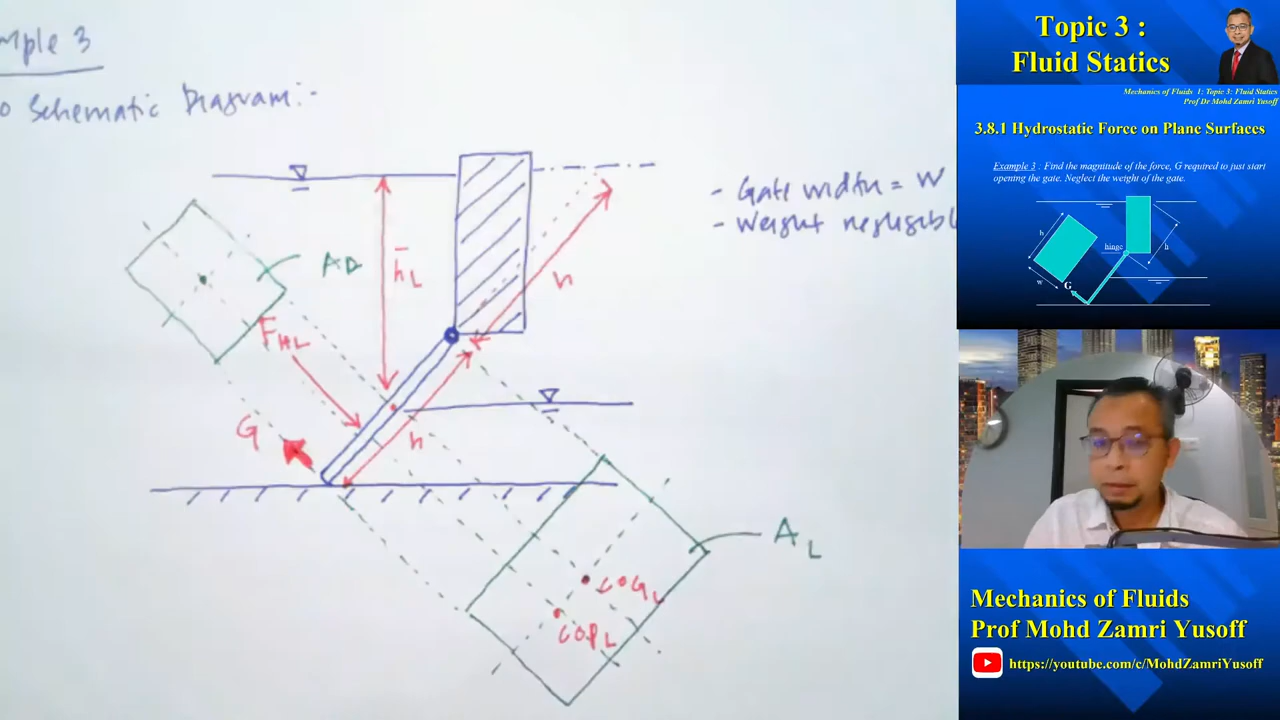 mple 3
Schematic Diagram:-
- Gate width = W
- Weight negligibl
AR
h̄L
h
FHL
G
h
AL
COGL
COPL
Topic 3 :
Fluid Statics
Mechanics of Fluids 1: Topic 3: Fluid Statics
Prof Dr Mohd Zamri Yusoff
3.8.1 Hydrostatic Force on Plane Surfaces
Example 3 : Find the magnitude of the force, G required to just start
opening the gate. Neglect the weight of the gate.
h
hinge
h
w
G
Mechanics of Fluids
Prof Mohd Zamri Yusoff
https://youtube.com/c/MohdZamriYusoff